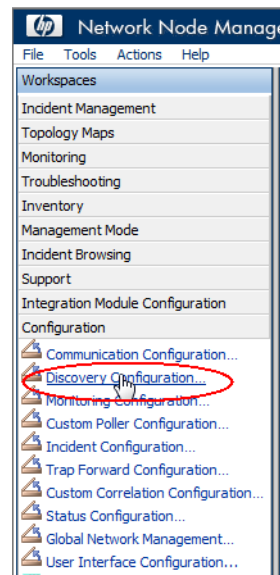 hp Network Node Manage
File Tools Actions Help
Workspaces
Incident Management
Topology Maps
Monitoring
Troubleshooting
Inventory
Management Mode
Incident Browsing
Support
Integration Module Configuration
Configuration
Communication Configuration...
Discovery Configuration...
Monitoring Configuration...
Custom Poller Configuration...
Incident Configuration...
Trap Forward Configuration...
Custom Correlation Configuration...
Status Configuration...
Global Network Management...
User Interface Configuration...